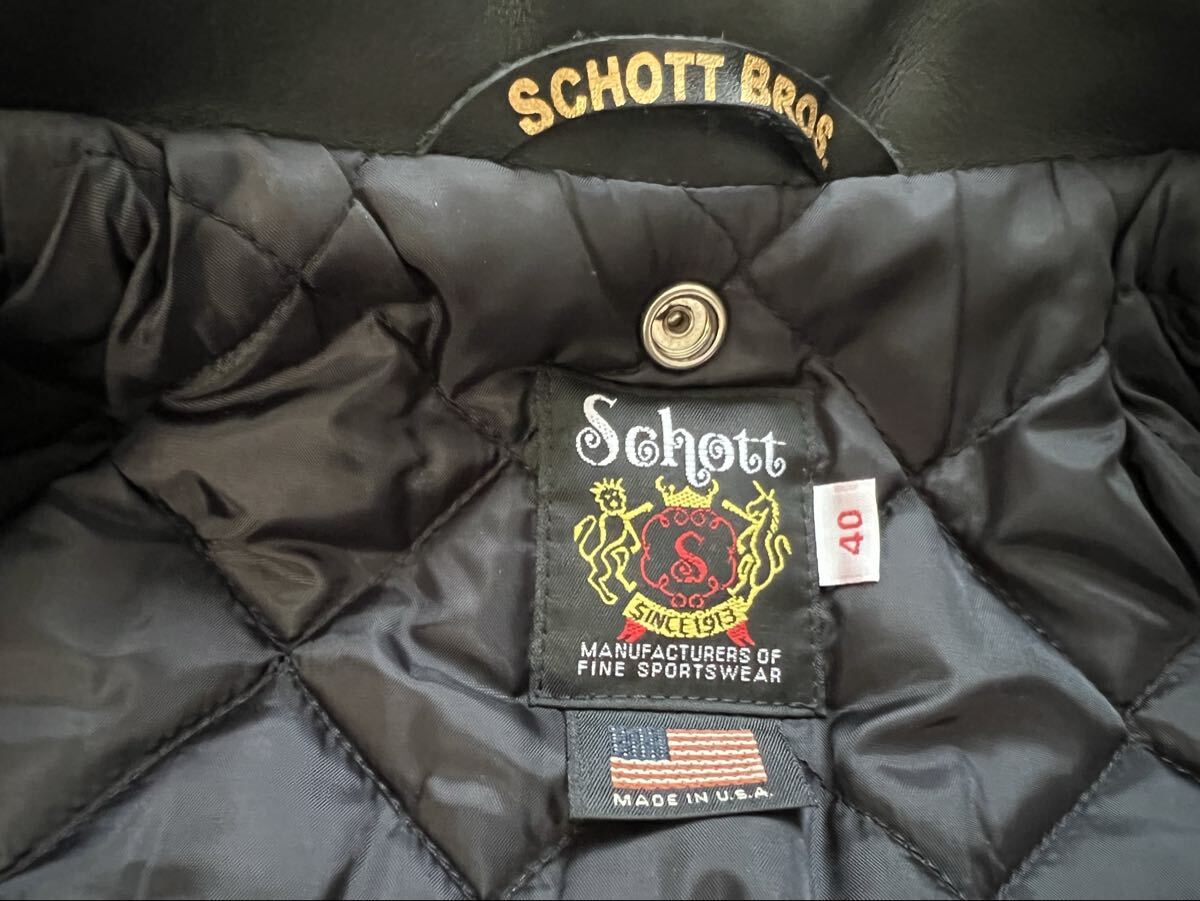 SCHOTT BROS.
Schott
S
SINCE 1913
MANUFACTURERS OF
FINE SPORTSWEAR
40
MADE IN U.S.A.